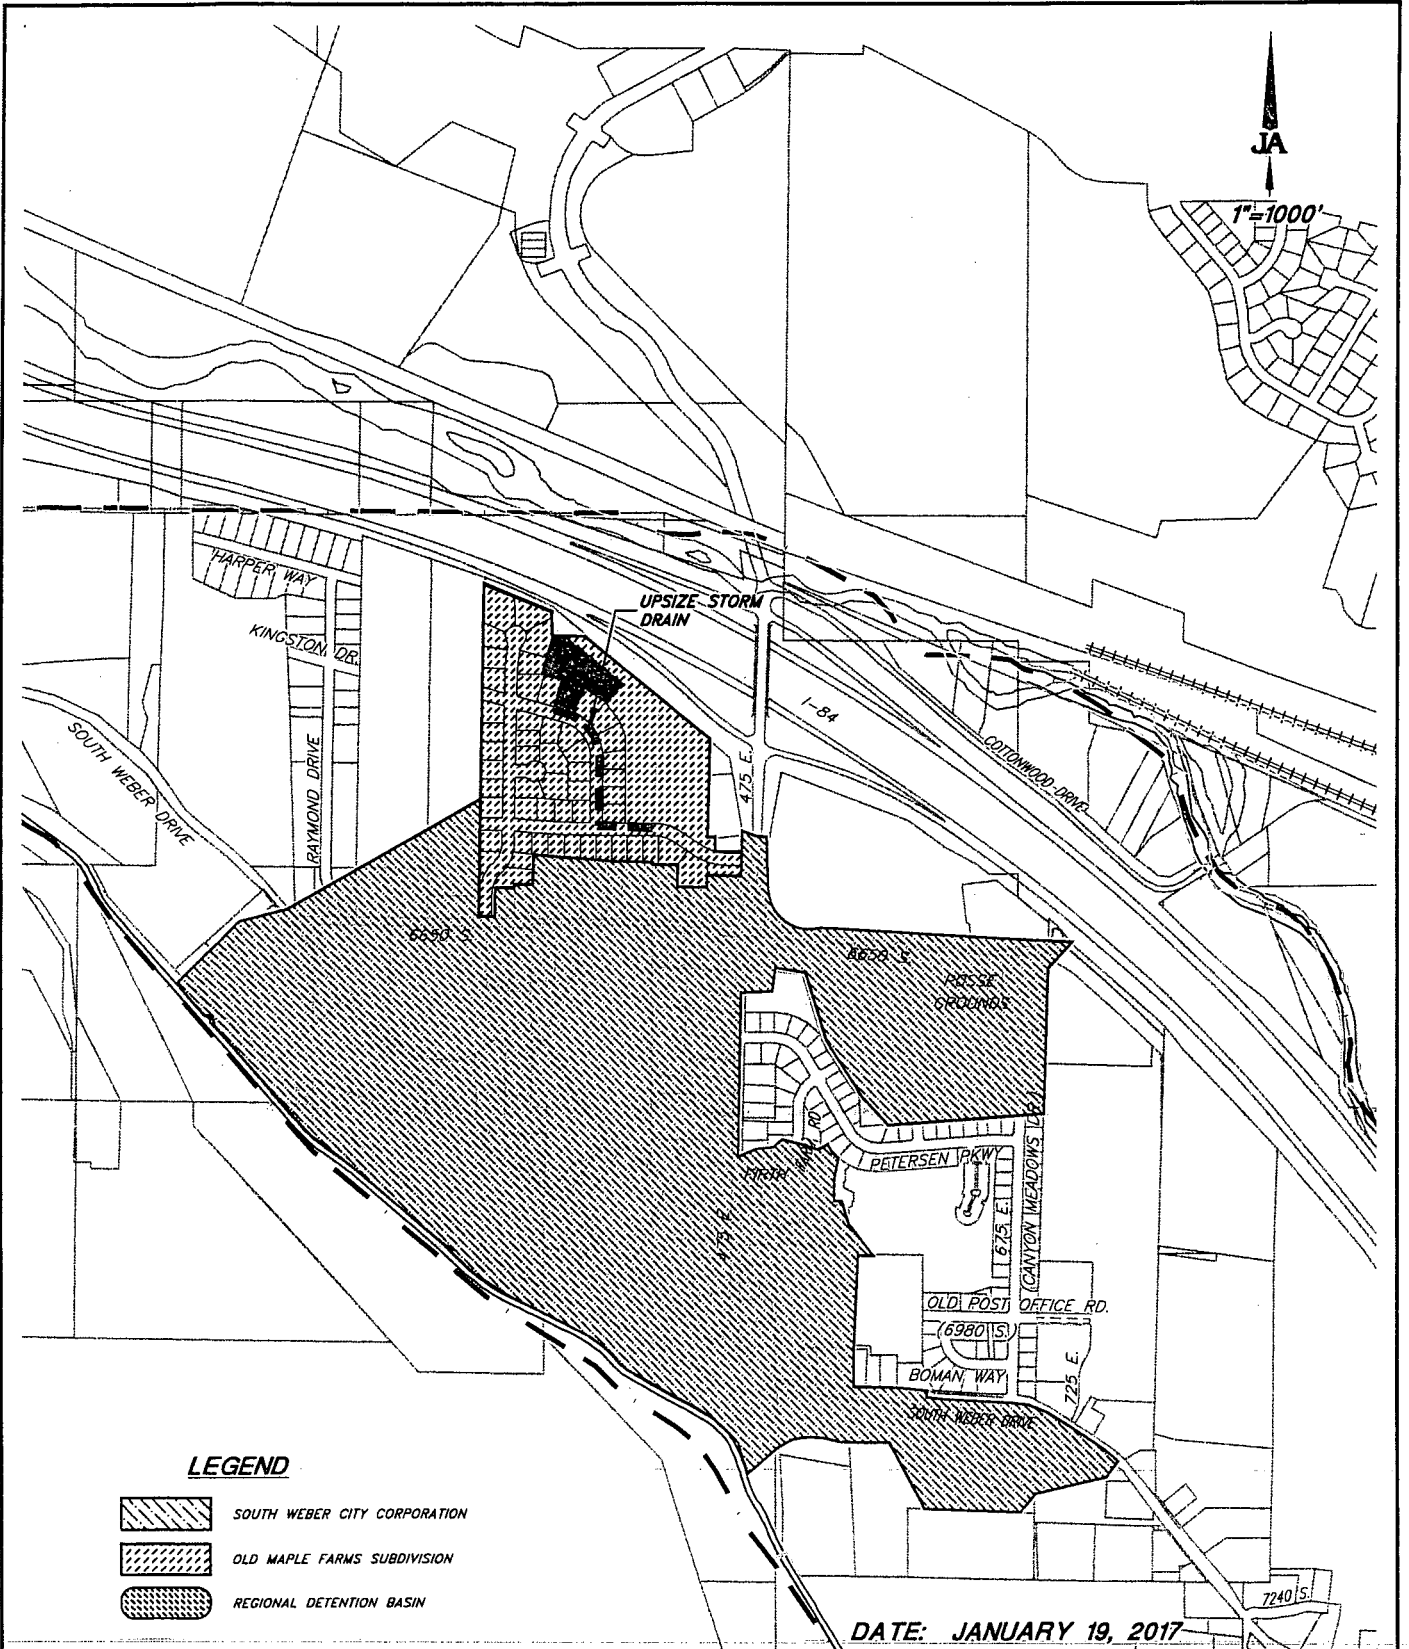 JA
1"=1000'
HARPER WAY
UPSIZE STORM
DRAIN
KINGSTON DR.
I-84
SOUTH WEBER DRIVE
RAYMOND DRIVE
475 E.
COTTONWOOD DRIVE
6650 S.
6650 S.
POSSE
GROUNDS
PETERSEN PKWY
FIRTH
RD
475 E.
675 E.
(CANYON MEADOWS DR.)
OLD POST OFFICE RD.
(6980 S.)
BOMAN WAY
725 E.
SOUTH WEBER DRIVE
LEGEND
SOUTH WEBER CITY CORPORATION
OLD MAPLE FARMS SUBDIVISION
REGIONAL DETENTION BASIN
7240 S.
DATE: JANUARY 19, 2017